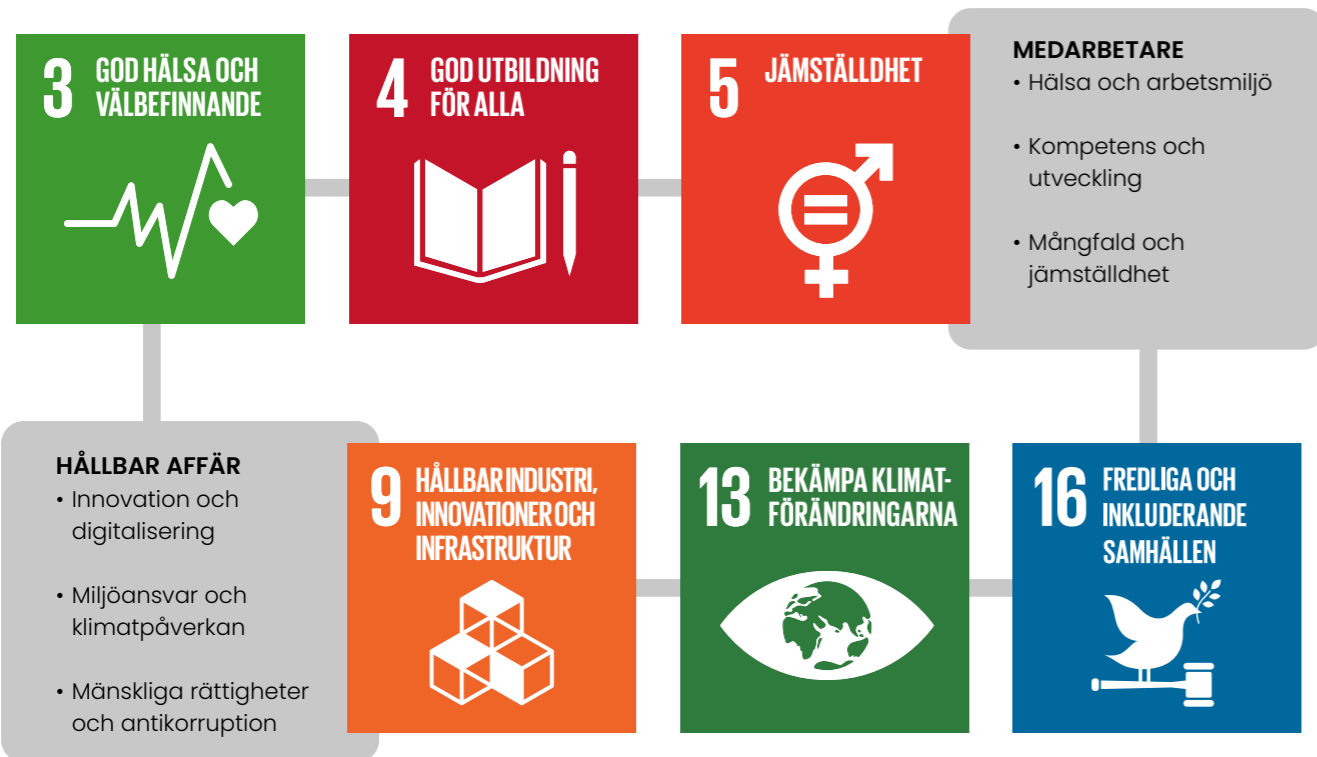 3 GOD HÄLSA OCH
VÄLBEFINNANDE
4 GOD UTBILDNING
FÖR ALLA
5 JÄMSTÄLLDHET
MEDARBETARE
• Hälsa och arbetsmiljö
• Kompetens och
utveckling
• Mångfald och
jämställdhet
HÅLLBAR AFFÄR
• Innovation och
digitalisering
• Miljöansvar och
klimatpåverkan
• Mänskliga rättigheter
och antikorruption
9 HÅLLBAR INDUSTRI,
INNOVATIONER OCH
INFRASTRUKTUR
13 BEKÄMPA KLIMAT-
FÖRÄNDRINGARNA
16 FREDLIGA OCH
INKLUDERANDE
SAMHÄLLEN